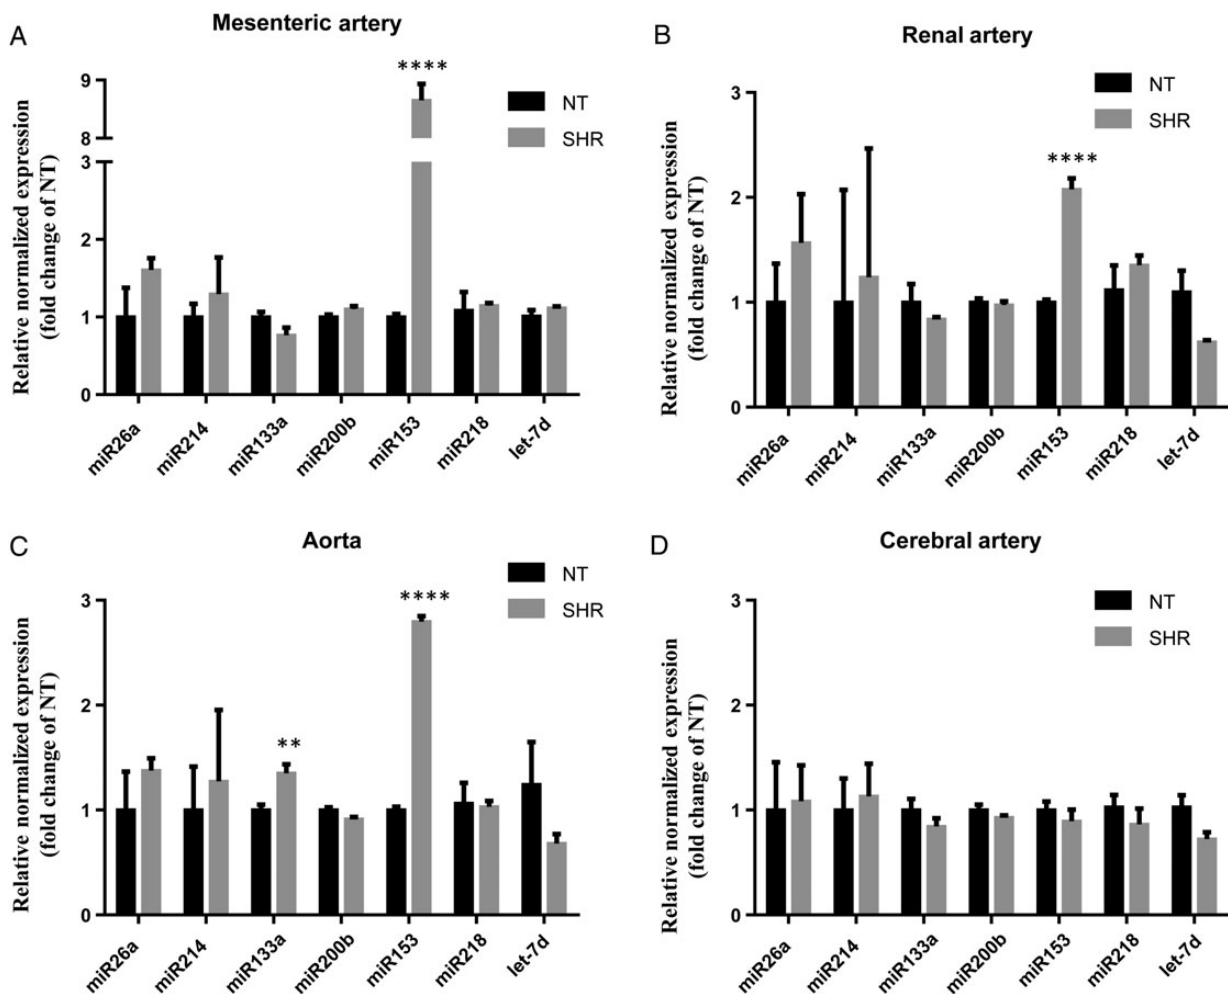 A
Mesenteric artery
Relative normalized expression
(fold change of NT)
9
8
3
2
1
0
****
NT
SHR
miR26a
miR214
miR133a
miR200b
miR153
miR218
let-7d
B
Renal artery
Relative normalized expression
(fold change of NT)
3
2
1
0
****
NT
SHR
miR26a
miR214
miR133a
miR200b
miR153
miR218
let-7d
C
Aorta
Relative normalized expression
(fold change of NT)
3
2
1
0
**
****
NT
SHR
miR26a
miR214
miR133a
miR200b
miR153
miR218
let-7d
D
Cerebral artery
Relative normalized expression
(fold change of NT)
3
2
1
0
NT
SHR
miR26a
miR214
miR133a
miR200b
miR153
miR218
let-7d